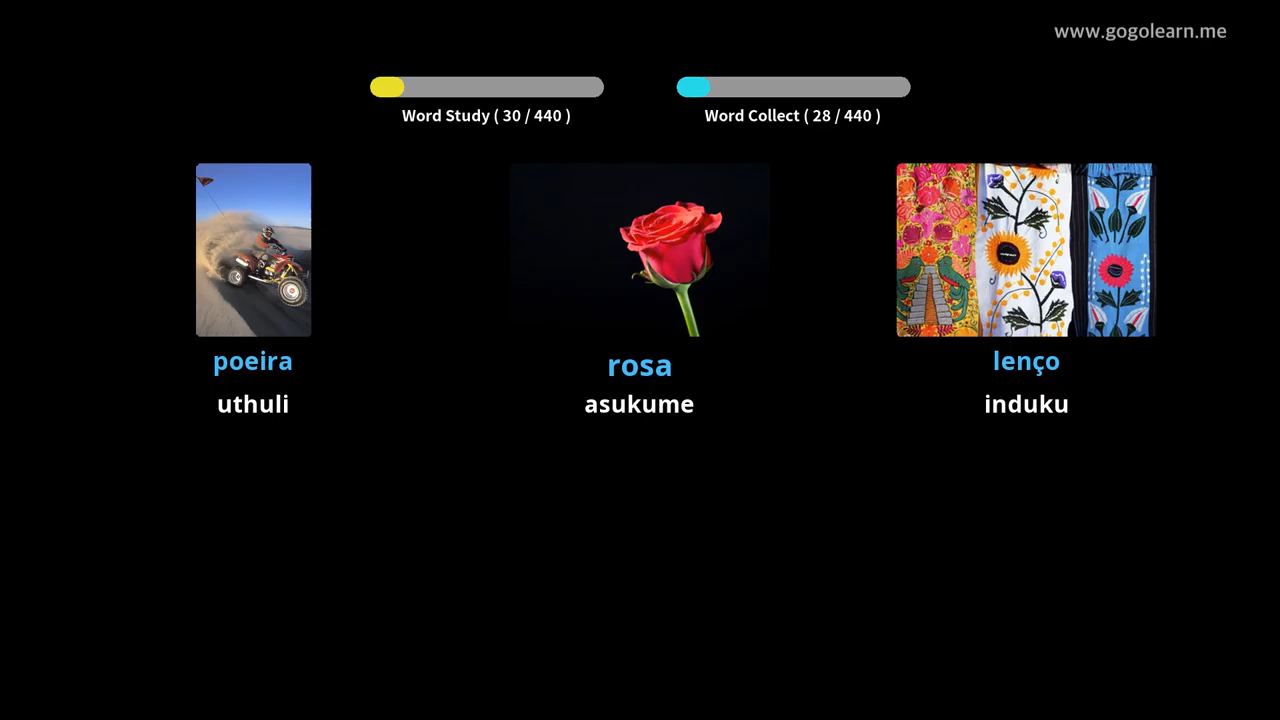 www.gogolearn.me
Word Study ( 30 / 440 )
Word Collect ( 28 / 440 )
poeira
uthuli
rosa
asukume
lenço
induku